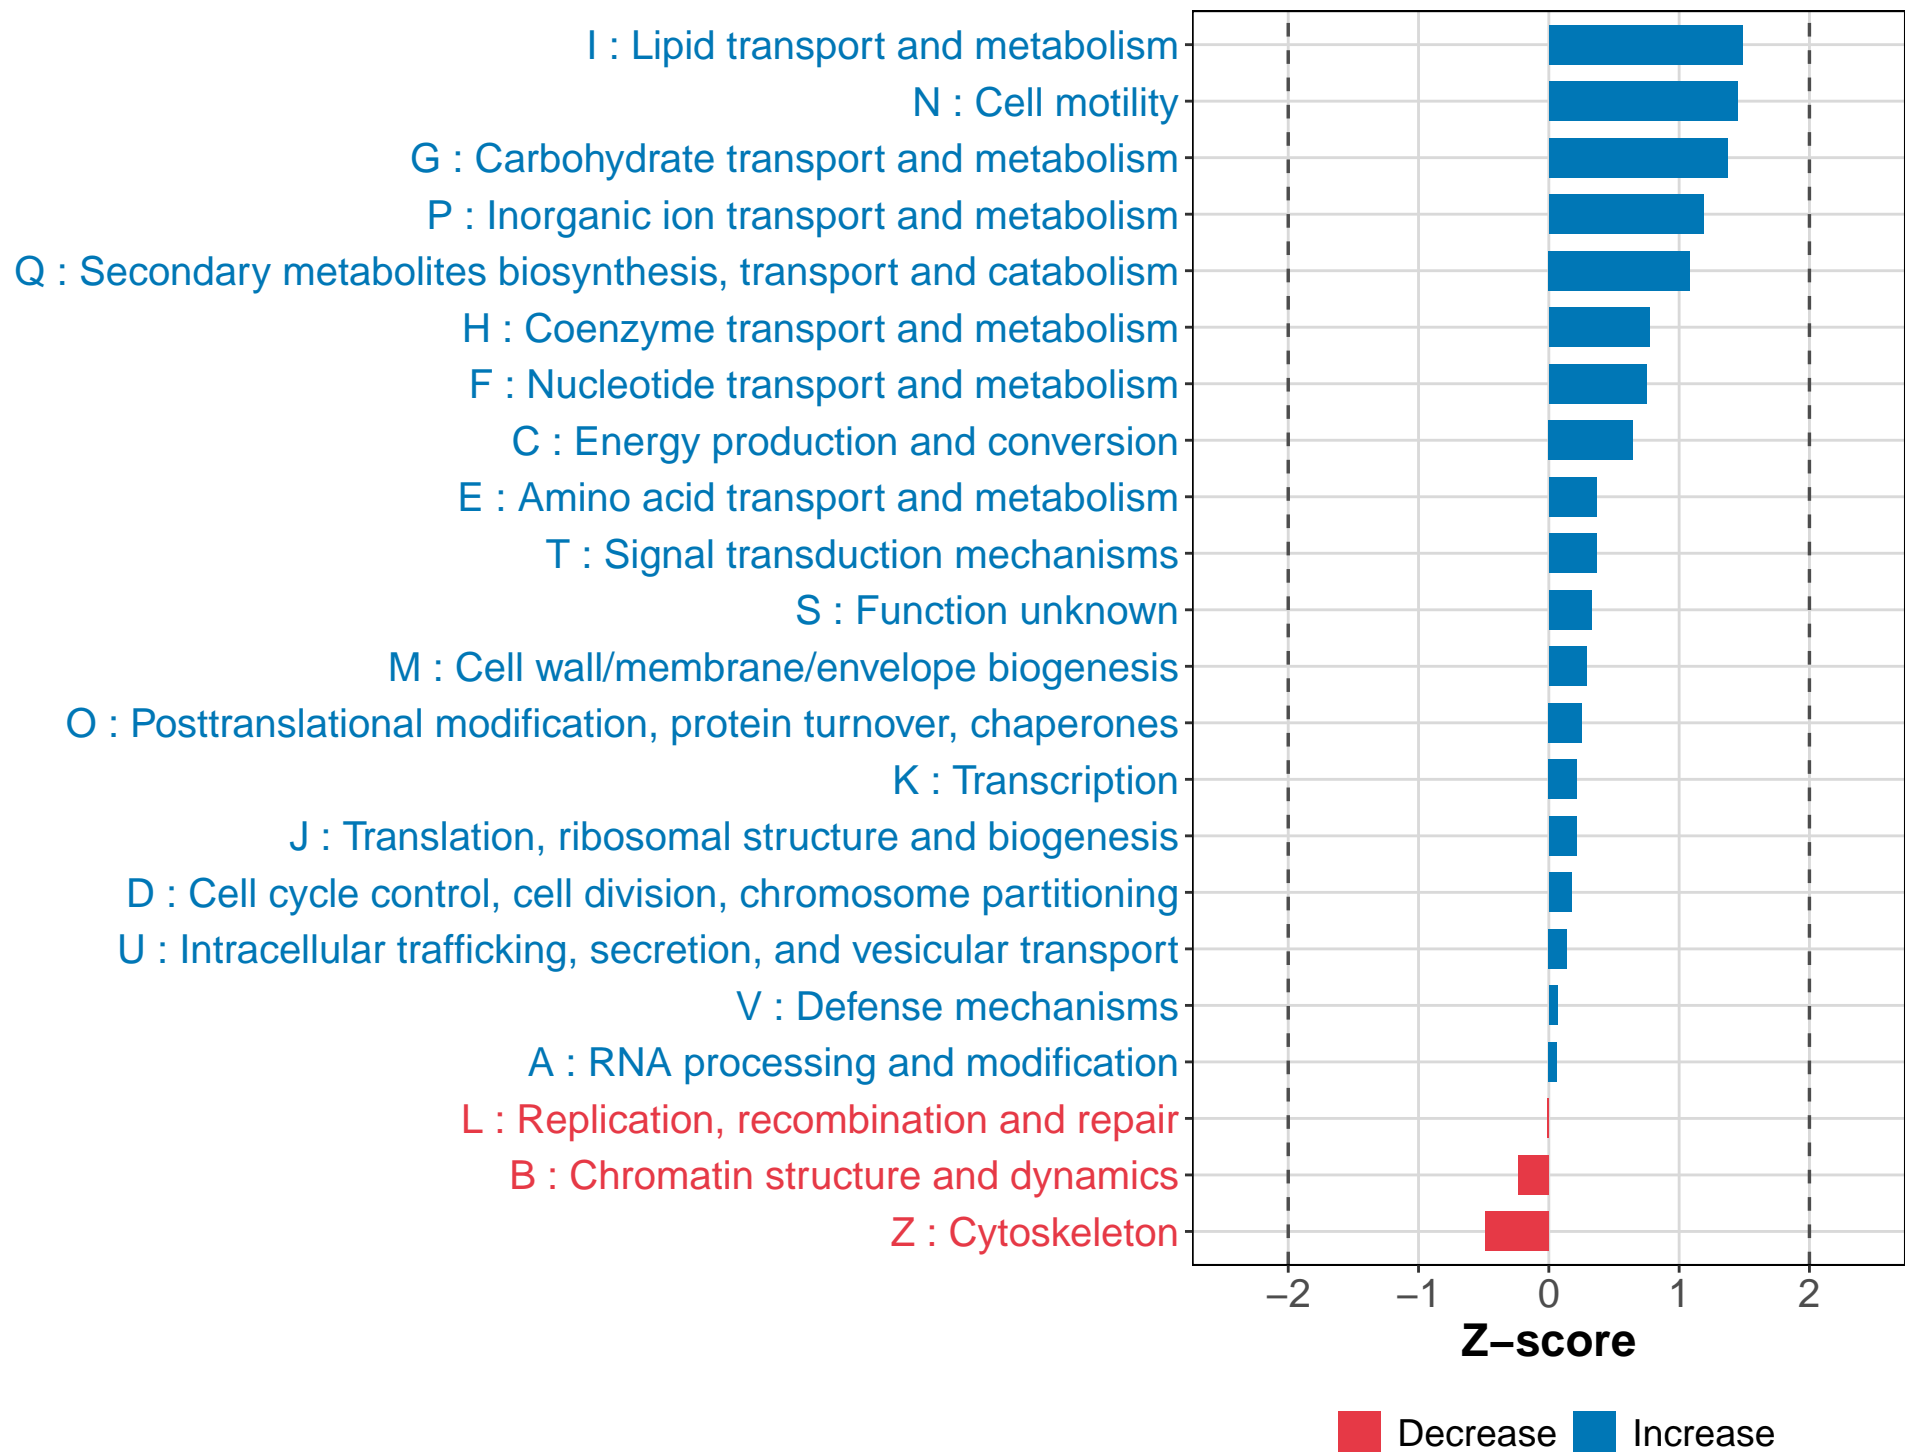 I : Lipid transport and metabolism
N : Cell motility
G : Carbohydrate transport and metabolism
P : Inorganic ion transport and metabolism
Q : Secondary metabolites biosynthesis, transport and catabolism
H : Coenzyme transport and metabolism
F : Nucleotide transport and metabolism
C : Energy production and conversion
E : Amino acid transport and metabolism
T : Signal transduction mechanisms
S : Function unknown
M : Cell wall/membrane/envelope biogenesis
O : Posttranslational modification, protein turnover, chaperones
K : Transcription
J : Translation, ribosomal structure and biogenesis
D : Cell cycle control, cell division, chromosome partitioning
U : Intracellular trafficking, secretion, and vesicular transport
V : Defense mechanisms
A : RNA processing and modification
L : Replication, recombination and repair
B : Chromatin structure and dynamics
Z : Cytoskeleton
−2 −1 0 1 2
Z−score
Decrease Increase